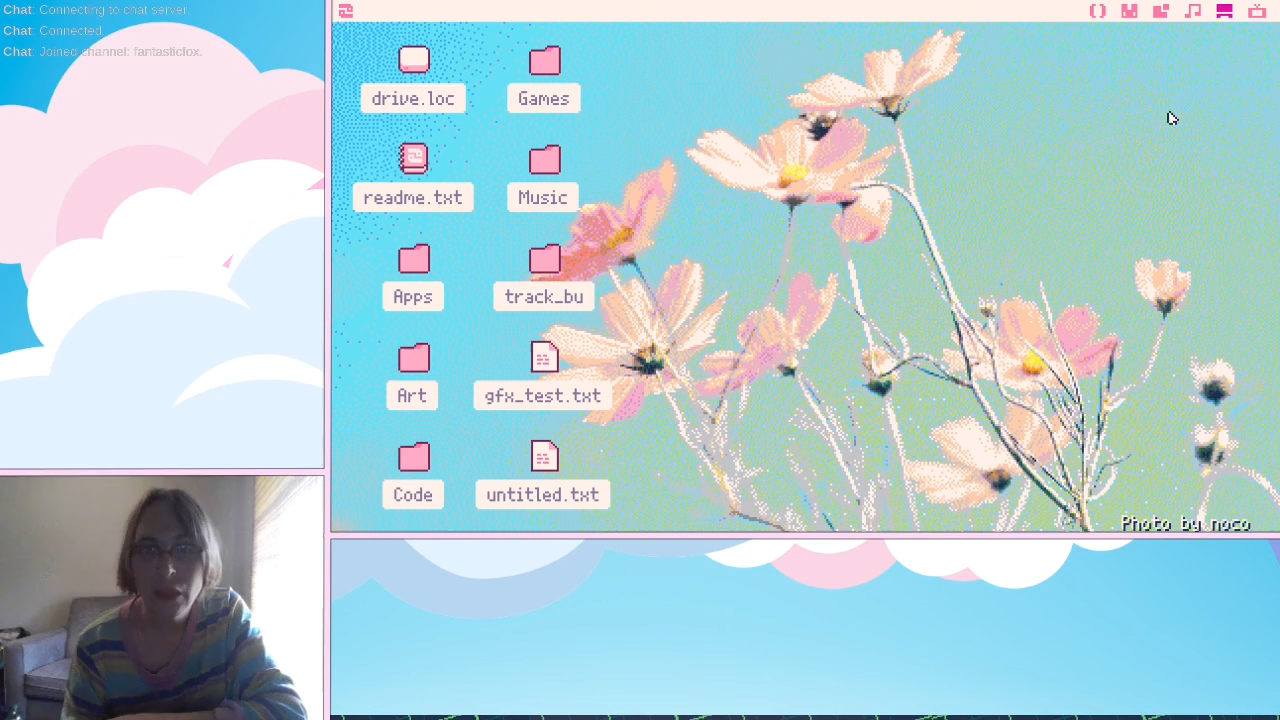 Chat: Connecting to chat server.
Chat: Connected.
Chat: Joined channel: fantasticfox.
drive.loc
Games
readme.txt
Music
Apps
track_bu
Art
gfx_test.txt
Code
untitled.txt
Photo by noco